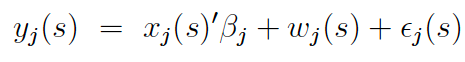 y_j(s) = x_j(s)′β_j + w_j(s) + ϵ_j(s)